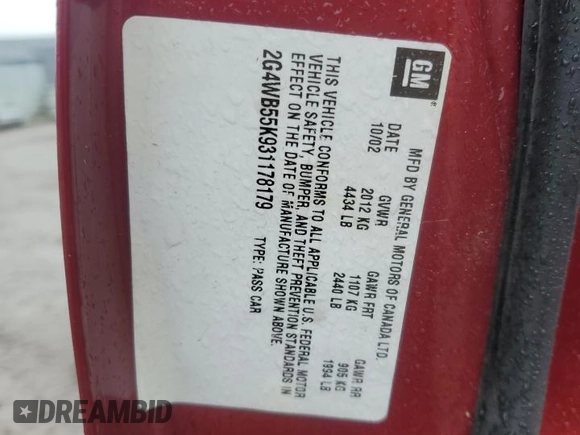 GM
MFD BY GENERAL MOTORS OF CANADA LTD.
DATE GVWR GAWR FRT GAWR RR
10/02 2012 KG 1107 KG 905 KG
4434 LB 2440 LB 1994 LB
THIS VEHICLE CONFORMS TO ALL APPLICABLE U.S. FEDERAL MOTOR
VEHICLE SAFETY, BUMPER, AND THEFT PREVENTION STANDARDS IN
EFFECT ON THE DATE OF MANUFACTURE SHOWN ABOVE.
2G4WB55K931178179 TYPE: PASS CAR
DREAMBID